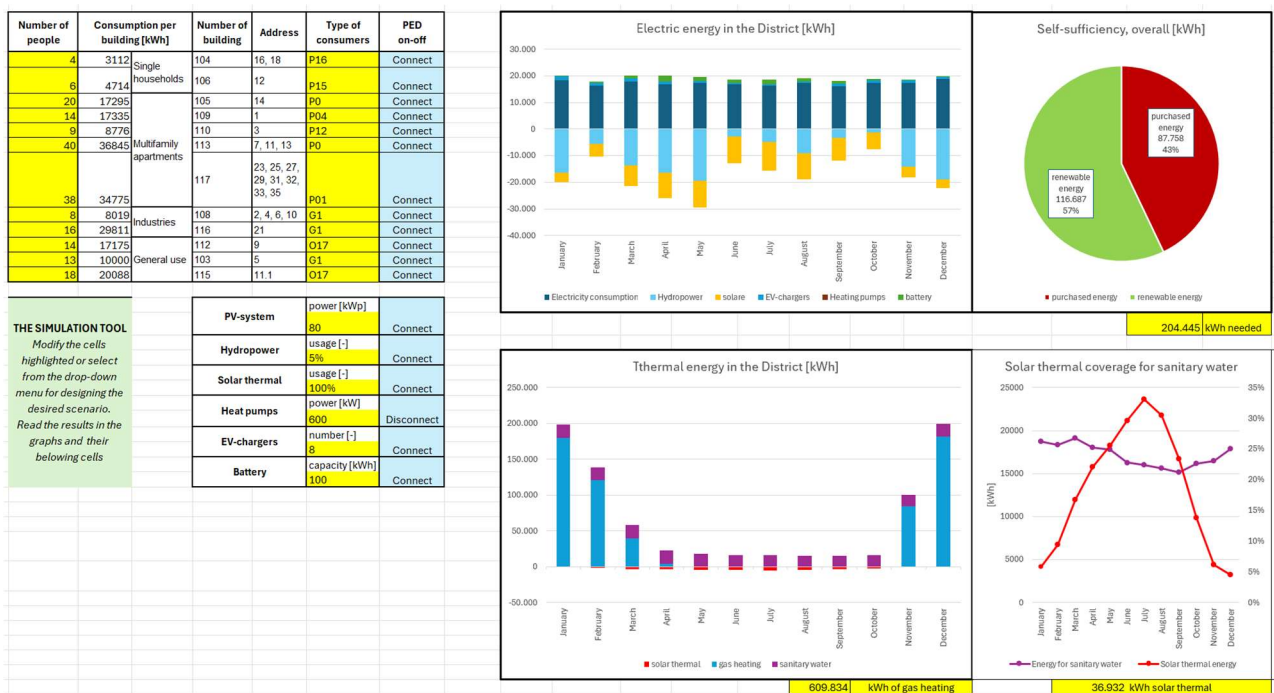 Number of people Consumption per building [kWh] Number of building Address Type of consumers PED on-off
4 3112 Single households 104 16, 18 P16 Connect
6 4714 106 12 P15 Connect
20 17295 Multifamily apartments 105 14 P0 Connect
14 17335 109 1 P04 Connect
9 8776 110 3 P12 Connect
40 36845 113 7, 11, 13 P0 Connect
38 34775 117 23, 25, 27, 29, 31, 32, 33, 35 P01 Connect
8 8019 Industries 108 2, 4, 6, 10 G1 Connect
16 29811 116 21 G1 Connect
14 17175 General use 112 9 O17 Connect
13 10000 103 5 G1 Connect
18 20088 115 11.1 O17 Connect
THE SIMULATION TOOL
Modify the cells
highlighted or select
from the drop-down
menu for designing the
desired scenario.
Read the results in the
graphs and their
belowing cells
PV-system power [kWp] 80 Connect
Hydropower usage [-] 5% Connect
Solar thermal usage [-] 100% Connect
Heat pumps power [kW] 600 Disconnect
EV-chargers number [-] 8 Connect
Battery capacity [kWh] 100 Connect
Electric energy in the District [kWh]
30.000
20.000
10.000
0
-10.000
-20.000
-30.000
-40.000
January February March April May June July August September October November December
Electricity consumption Hydropower solare EV-chargers Heating pumps battery
Self-sufficiency, overall [kWh]
purchased
energy
87.758
43%
renewable
energy
116.687
57%
purchased energy renewable energy
204.445 kWh needed
Tthermal energy in the District [kWh]
250.000
200.000
150.000
100.000
50.000
0
-50.000
January February March April May June July August September October November December
solar thermal gas heating sanitary water
609.834 kWh of gas heating
Solar thermal coverage for sanitary water
25000 35%
30%
20000
25%
15000
20%
[kWh]
15%
10000
10%
5000
5%
0 0%
January February March April May June July August September October November December
Energy for sanitary water Solar thermal energy
36.932 kWh solar thermal